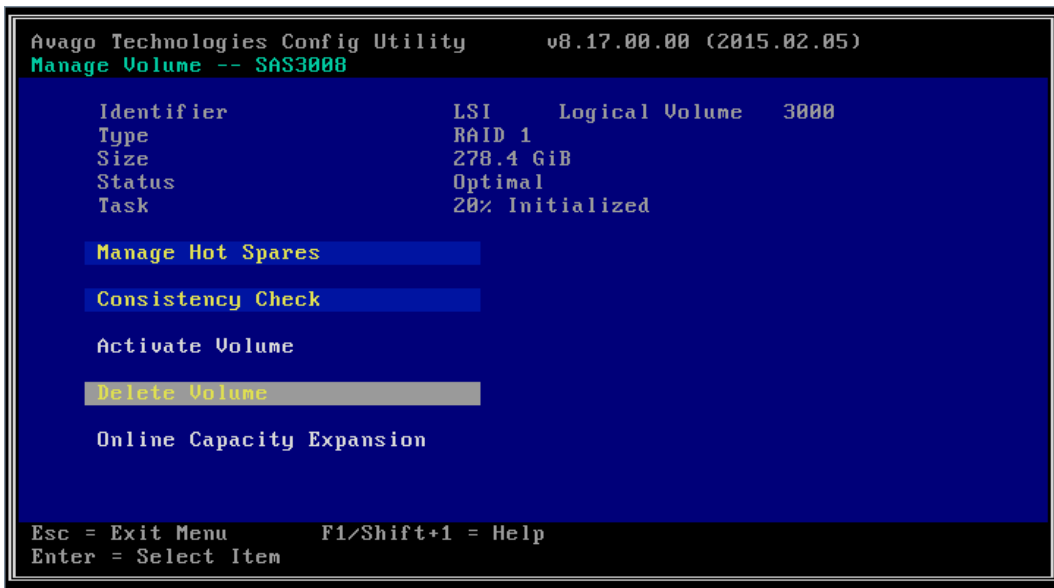 Avago Technologies Config Utility v8.17.00.00 (2015.02.05)
Manage Volume -- SAS3008
Identifier LSI Logical Volume 3000
Type RAID 1
Size 278.4 GiB
Status Optimal
Task 20% Initialized
Manage Hot Spares
Consistency Check
Activate Volume
Delete Volume
Online Capacity Expansion
Esc = Exit Menu F1/Shift+1 = Help
Enter = Select Item